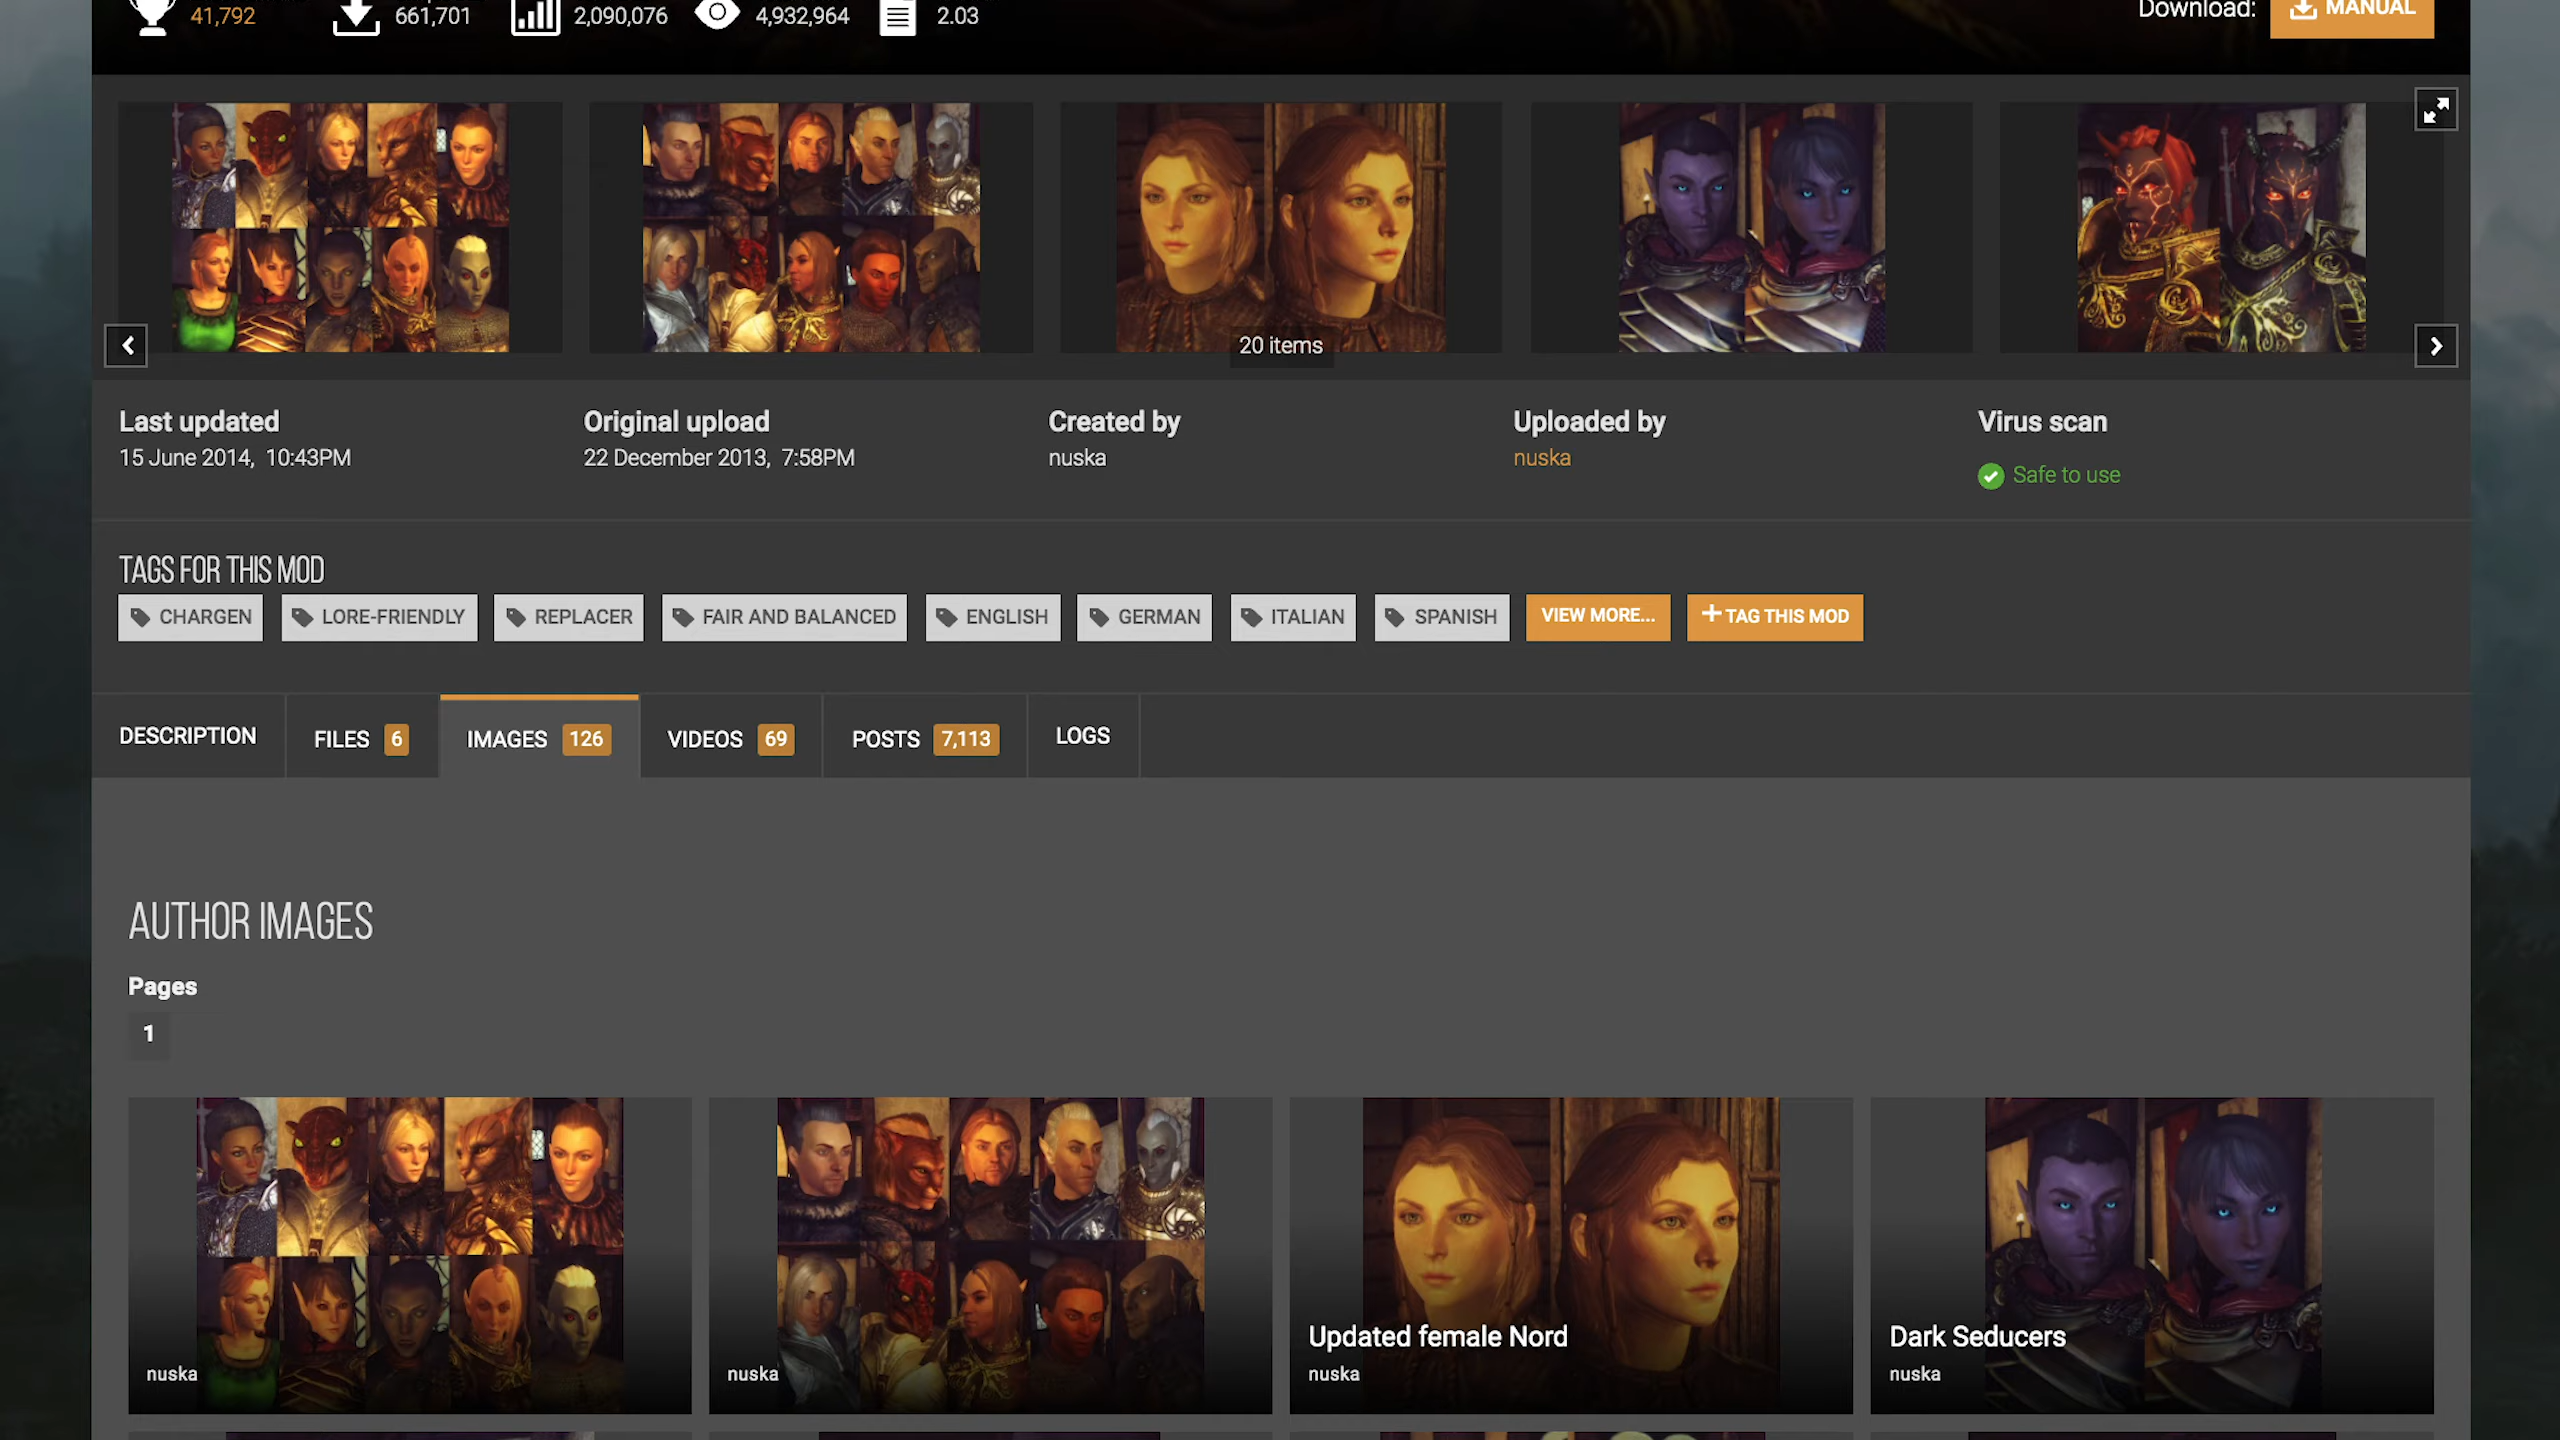 41,792 661,701 2,090,076 4,932,964 2.03
Download: MANUAL
20 items
Last updated
15 June 2014, 10:43PM
Original upload
22 December 2013, 7:58PM
Created by
nuska
Uploaded by
nuska
Virus scan
Safe to use
TAGS FOR THIS MOD
CHARGEN LORE-FRIENDLY REPLACER FAIR AND BALANCED ENGLISH GERMAN ITALIAN SPANISH VIEW MORE... +TAG THIS MOD
DESCRIPTION FILES 6 IMAGES 126 VIDEOS 69 POSTS 7,113 LOGS
AUTHOR IMAGES
Pages
1
nuska
nuska
Updated female Nord
nuska
Dark Seducers
nuska